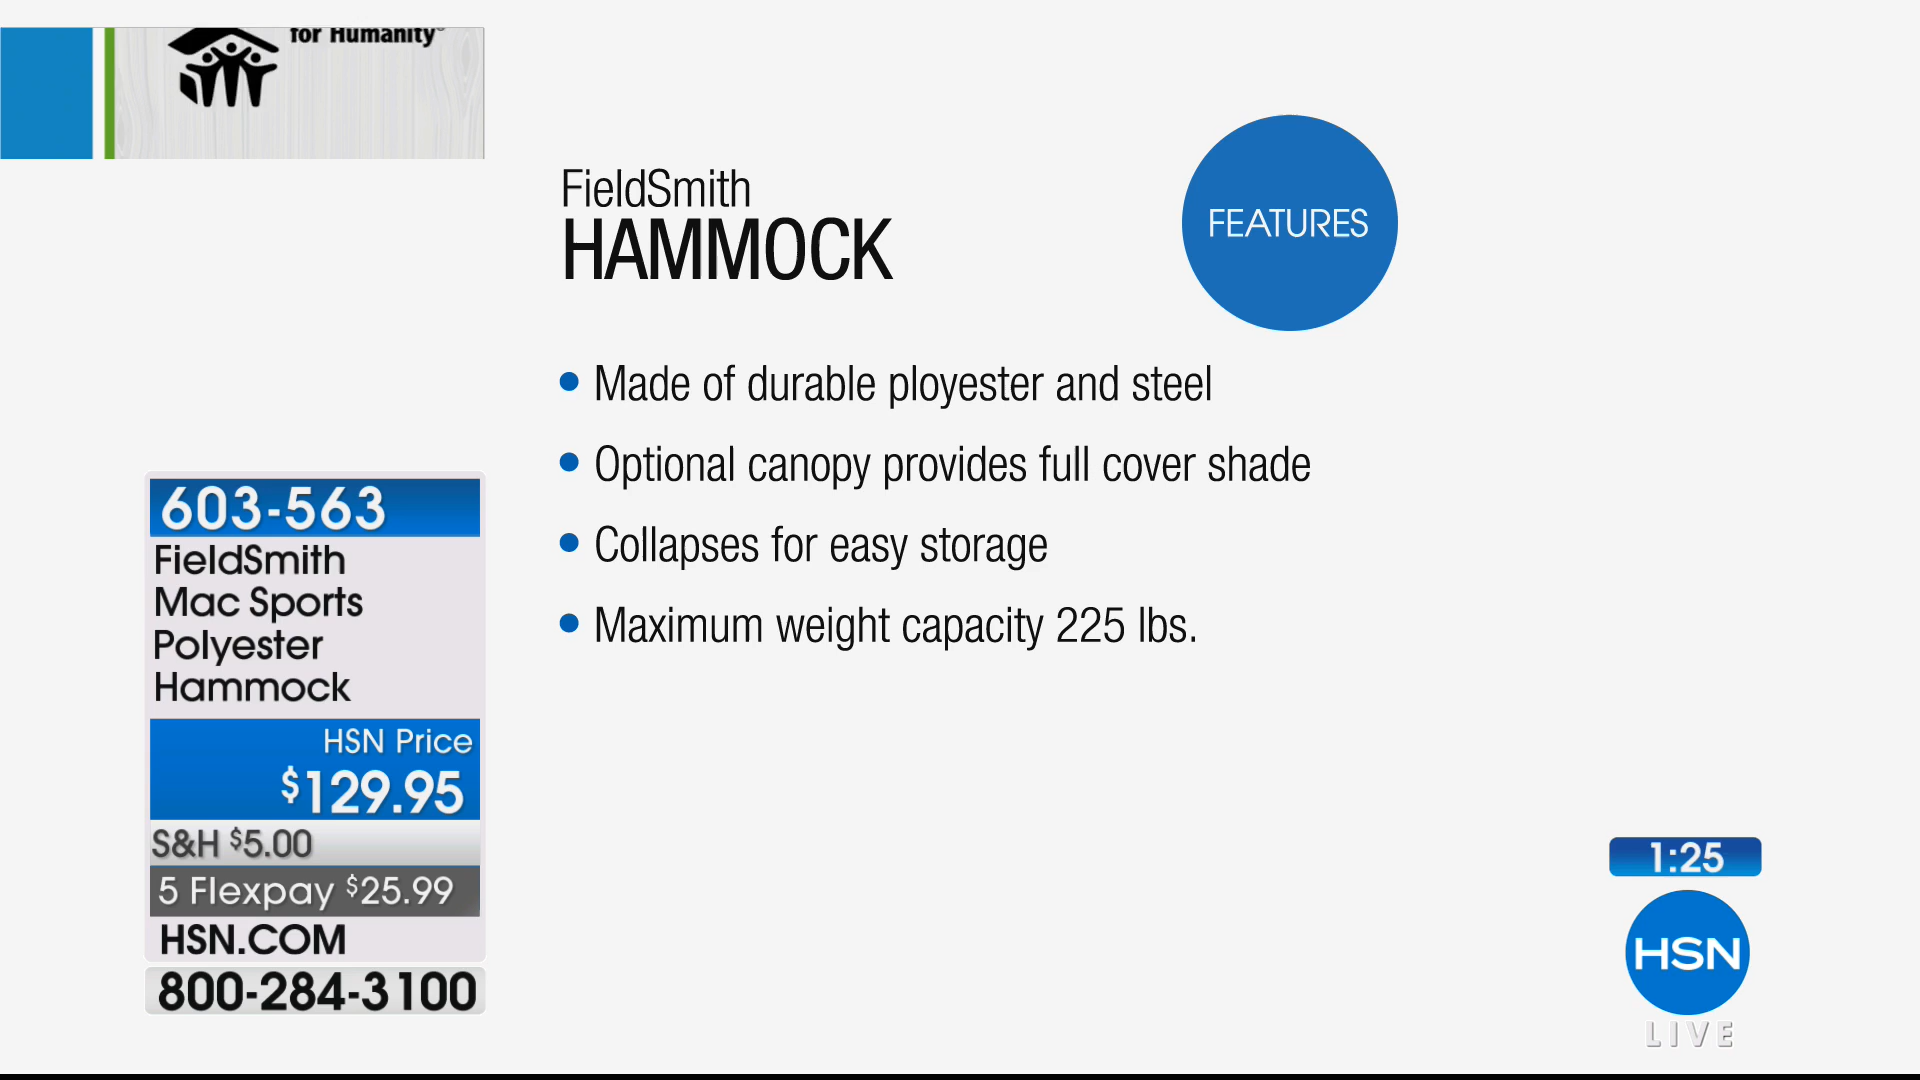 for Humanity®
FieldSmith
HAMMOCK
FEATURES
• Made of durable ployester and steel
• Optional canopy provides full cover shade
• Collapses for easy storage
• Maximum weight capacity 225 lbs.
603-563
FieldSmith
Mac Sports
Polyester
Hammock
HSN Price
$129.95
S&H $5.00
5 Flexpay $25.99
HSN.COM
800-284-3100
1:25
HSN
LIVE